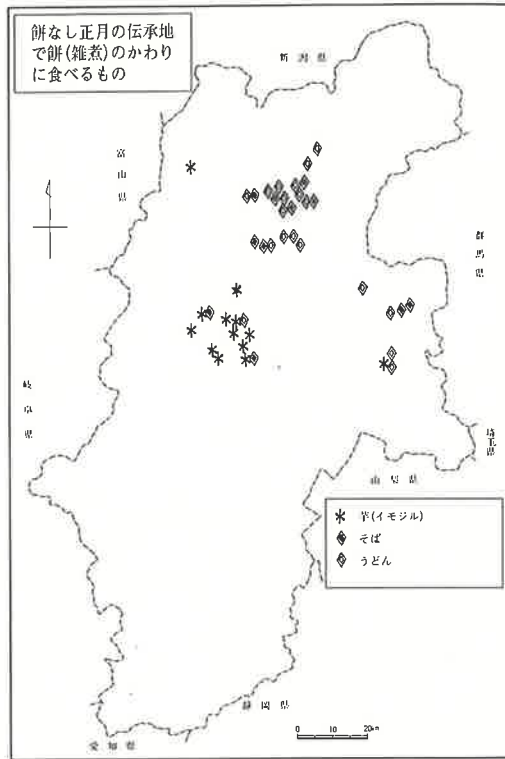 餅なし正月の伝承地
で餅(雑煮)のかわり
に食べるもの
新潟県
富山県
群馬県
岐阜県
埼玉県
山梨県
芋(イモジル)
そば
うどん
静岡県
0 10 20km
愛知県